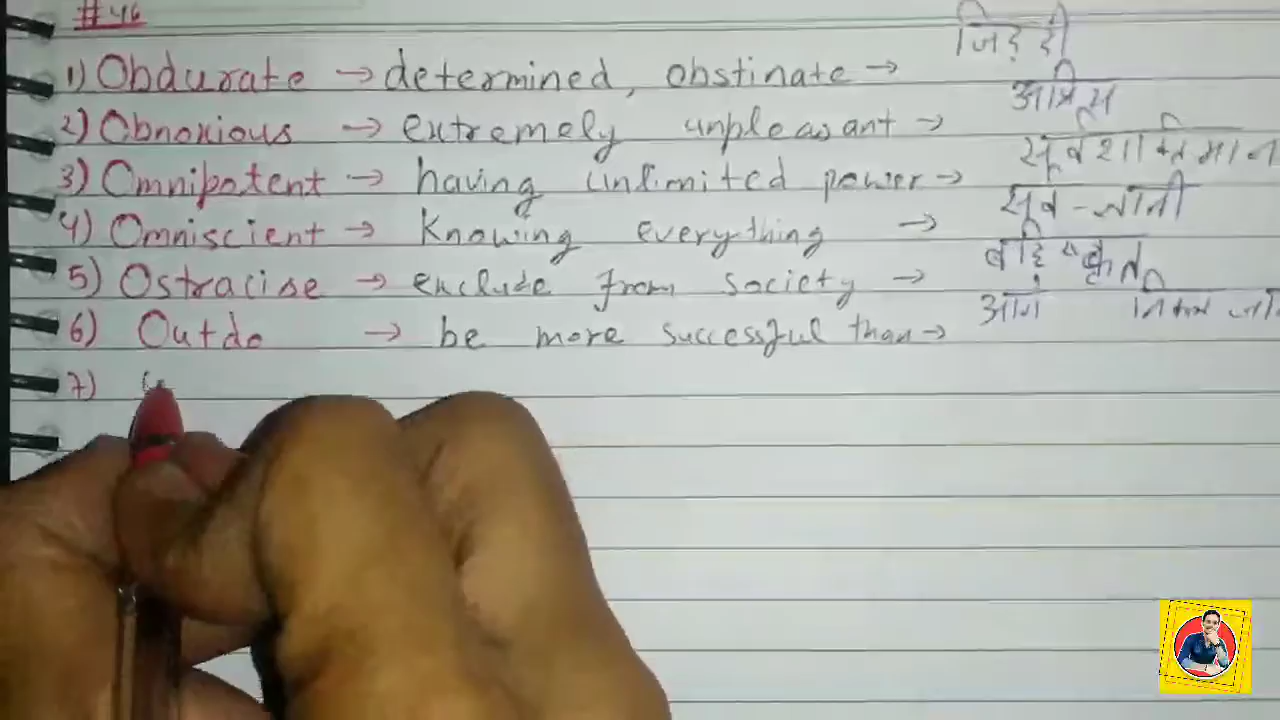 #46
1) Obdurate → determined, obstinate → जिद्दी
2) Obnoxious → extremely unpleasant → अप्रिय
3) Omnipotent → having unlimited power → सर्वशक्तिमान
4) Omniscient → Knowing everything → सर्व-ज्ञानी
5) Ostracise → exclude from society → बहिष्कृत
6) Outdo → be more successful than → आगे निकल जाना
7)